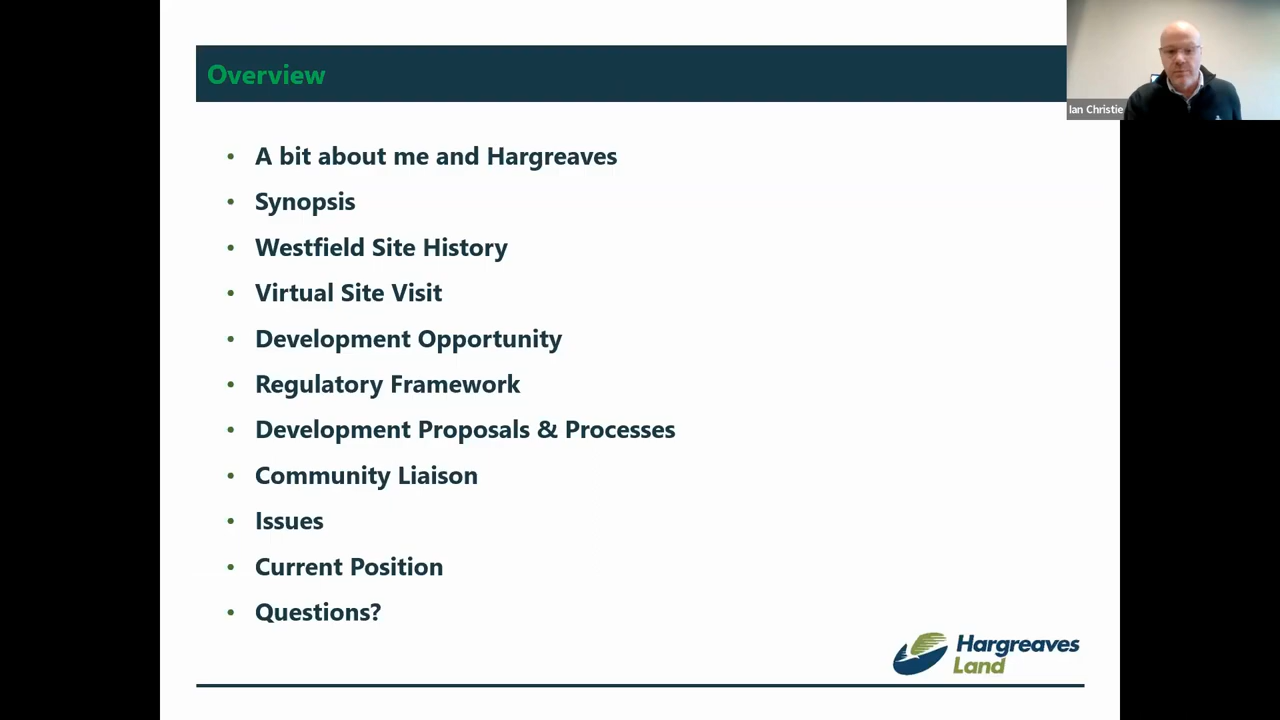 Overview
Ian Christie
• A bit about me and Hargreaves
• Synopsis
• Westfield Site History
• Virtual Site Visit
• Development Opportunity
• Regulatory Framework
• Development Proposals & Processes
• Community Liaison
• Issues
• Current Position
• Questions?
Hargreaves
Land